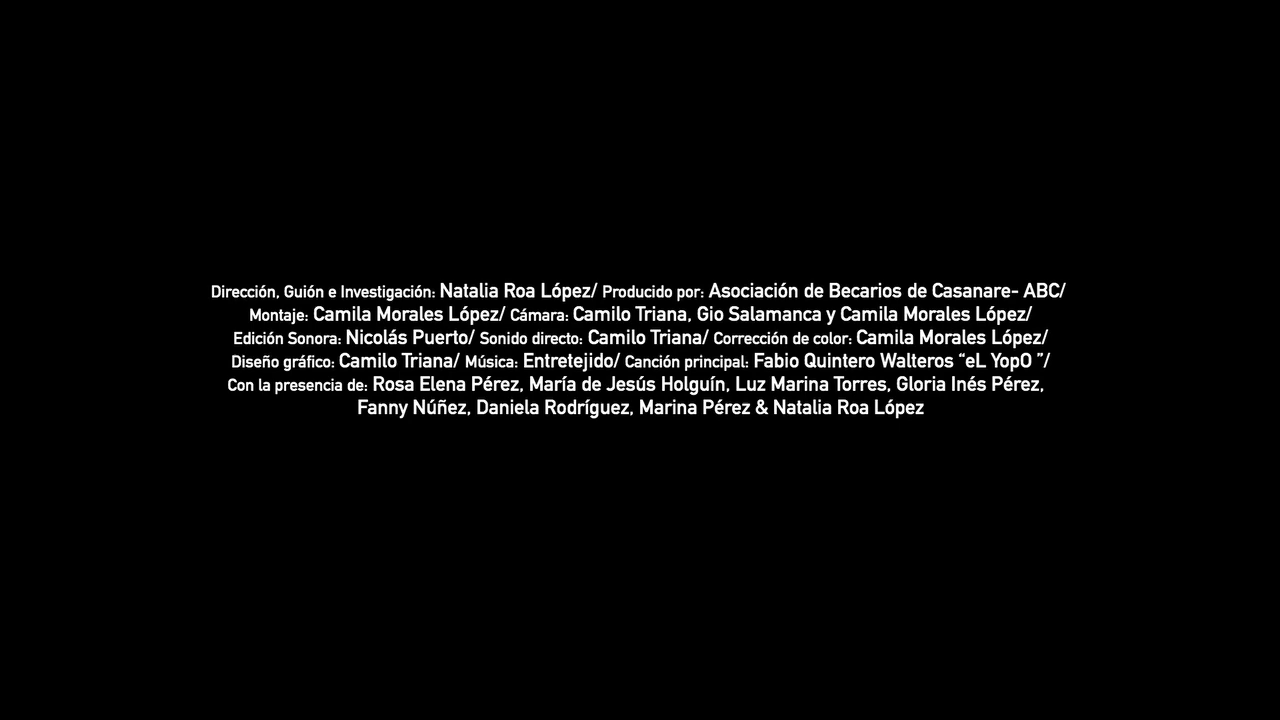 Dirección, Guión e Investigación: Natalia Roa López/ Producido por: Asociación de Becarios de Casanare- ABC/
Montaje: Camila Morales López/ Cámara: Camilo Triana, Gio Salamanca y Camila Morales López/
Edición Sonora: Nicolás Puerto/ Sonido directo: Camilo Triana/ Corrección de color: Camila Morales López/
Diseño gráfico: Camilo Triana/ Música: Entretejido/ Canción principal: Fabio Quintero Walteros “eL YopO ”/
Con la presencia de: Rosa Elena Pérez, María de Jesús Holguín, Luz Marina Torres, Gloria Inés Pérez,
Fanny Núñez, Daniela Rodríguez, Marina Pérez & Natalia Roa López